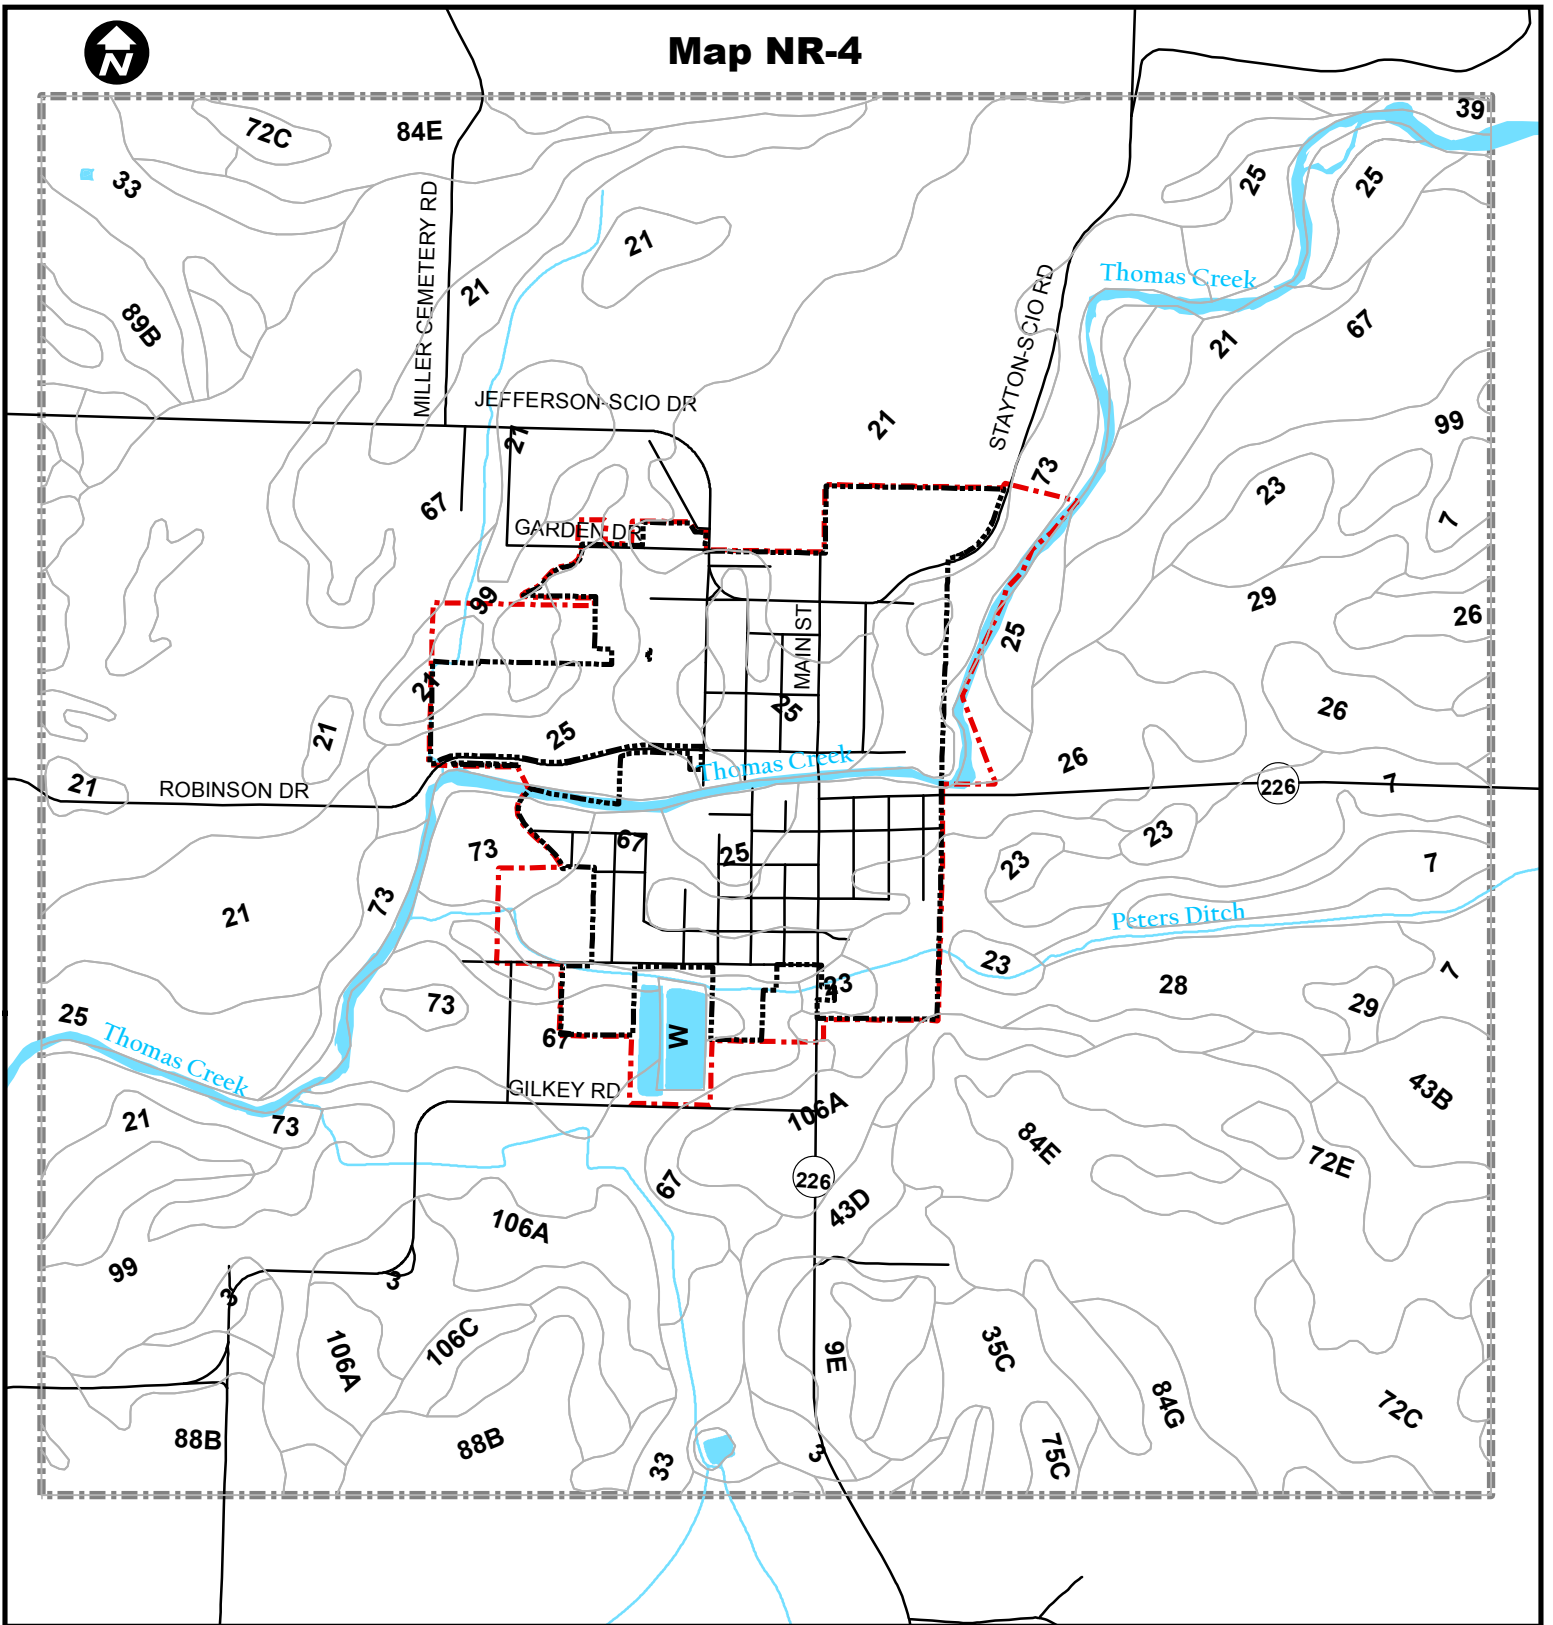 Map NR-4
N
39
72C
84E
33
25
25
MILLER CEMETERY RD
21
21
Thomas Creek
STAYTON-SCIO RD
89B
67
21
JEFFERSON-SCIO DR
21
99
21
73
23
67
7
GARDEN DR
99
29
26
25
MAIN ST
21
25
26
21
25
Thomas Creek
26
21
ROBINSON DR
226
7
67
73
25
23
23
7
73
21
Peters Ditch
23
23
28
7
73
29
25
W
67
Thomas Creek
GILKEY RD
43B
21
73
106A
84E
72E
67
226
43D
106A
99
3
3
106C
106A
9E
35C
84G
72C
88B
88B
33
3
75C